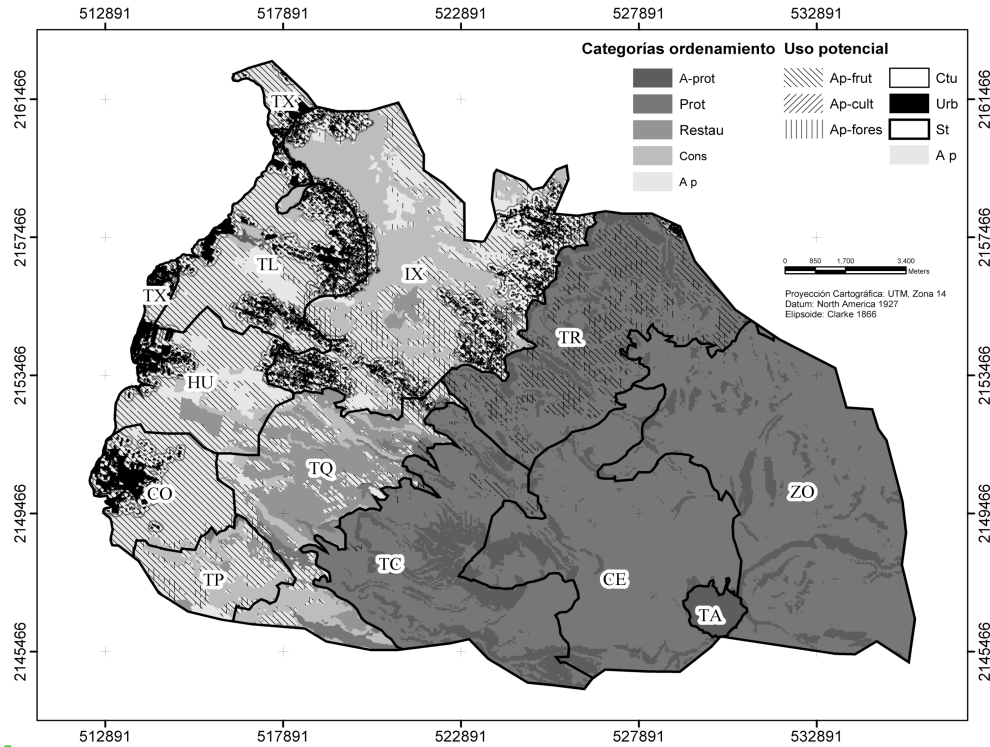 512891 517891 522891 527891 532891
Categorías ordenamiento Uso potencial
A-prot Ap-frut Ctu
Prot Ap-cult Urb
Restau Ap-fores St
Cons A p
A p
2161466 2161466
2157466 2157466
2153466 2153466
2149466 2149466
2145466 2145466
0 850 1,700 3,400
Meters
Proyección Cartográfica: UTM, Zona 14
Datum: North America 1927
Elipsoide: Clarke 1866
TX
TL
IX
TX
TR
HU
TQ
CO
ZO
TC
TP
CE
TA
512891 517891 522891 527891 532891